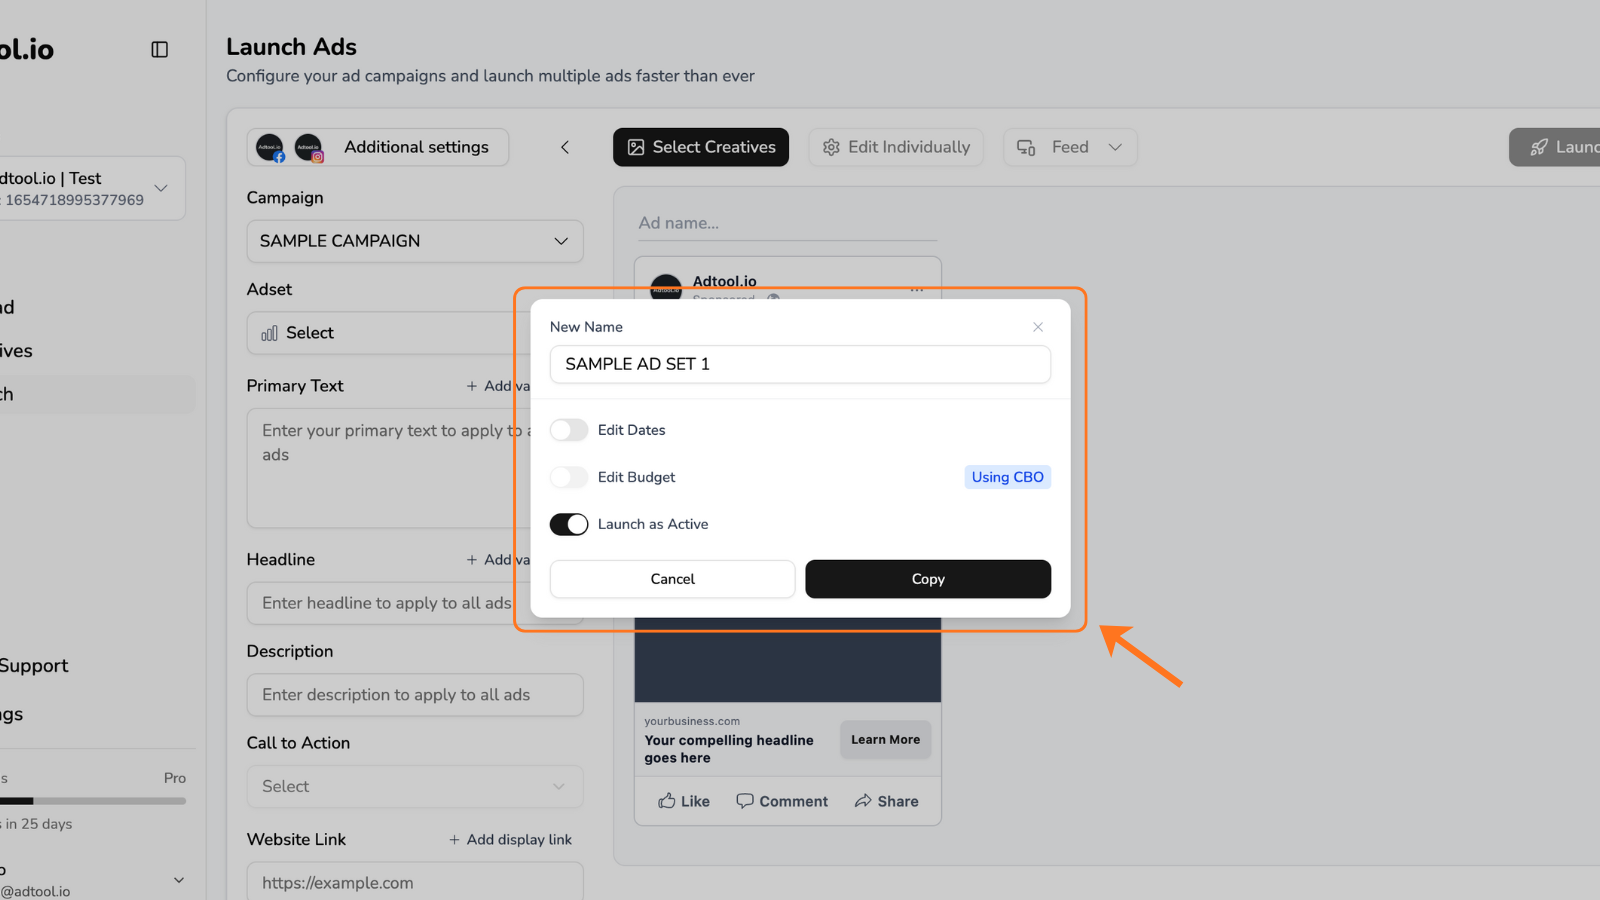 ol.io
Launch Ads
Configure your ad campaigns and launch multiple ads faster than ever
Additional settings
Select Creatives
Edit Individually
Feed
Launc
dtool.io | Test
: 1654718995377969
Campaign
SAMPLE CAMPAIGN
Ad name...
Adset
Select
Adtool.io
Sponsored
New Name
SAMPLE AD SET 1
d
ives
ch
Primary Text
+ Add va
Enter your primary text to apply to a
ads
Edit Dates
Edit Budget
Using CBO
Launch as Active
Cancel
Copy
Headline
+ Add va
Enter headline to apply to all ads
Description
Enter description to apply to all ads
Support
gs
Call to Action
Select
yourbusiness.com
Your compelling headline
goes here
Learn More
Like
Comment
Share
s
Pro
s in 25 days
Website Link
+ Add display link
https://example.com
o
@adtool.io